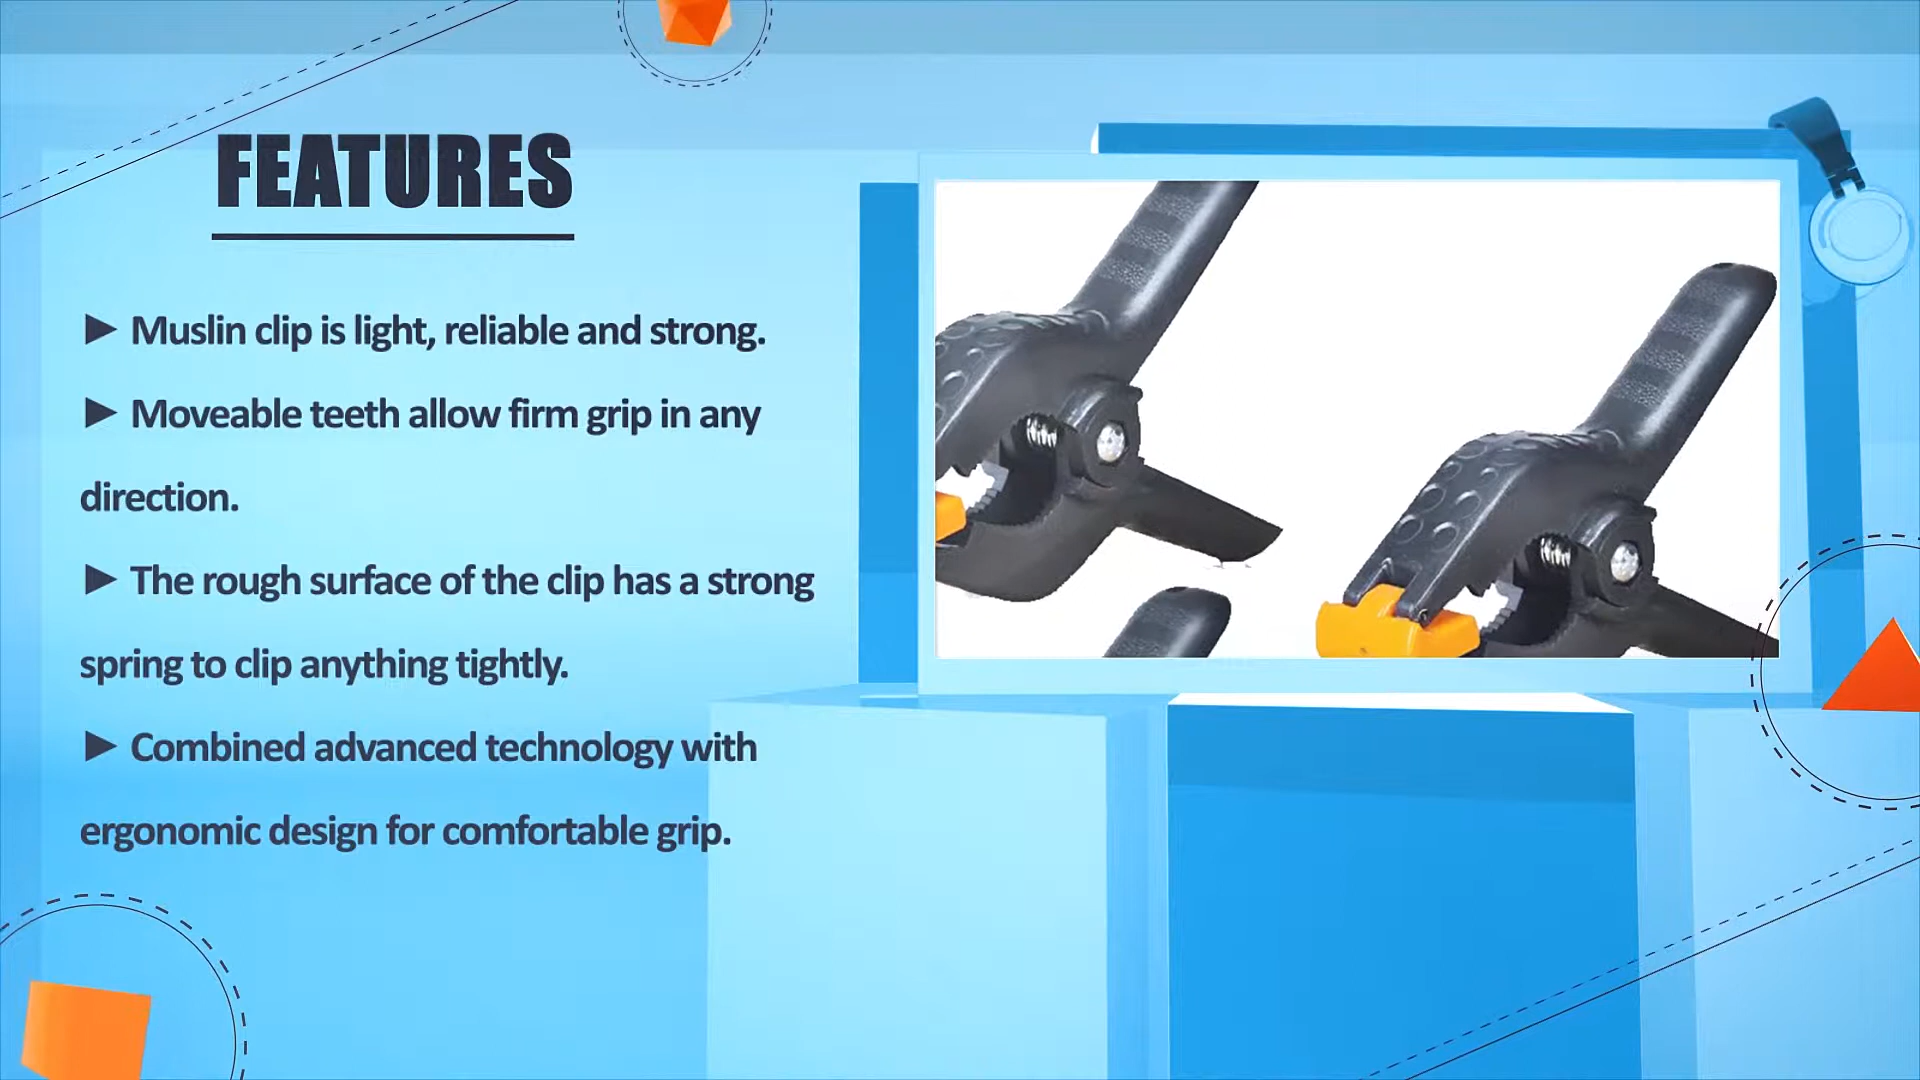 FEATURES
► Muslin clip is light, reliable and strong.
► Moveable teeth allow firm grip in any
direction.
► The rough surface of the clip has a strong
spring to clip anything tightly.
► Combined advanced technology with
ergonomic design for comfortable grip.